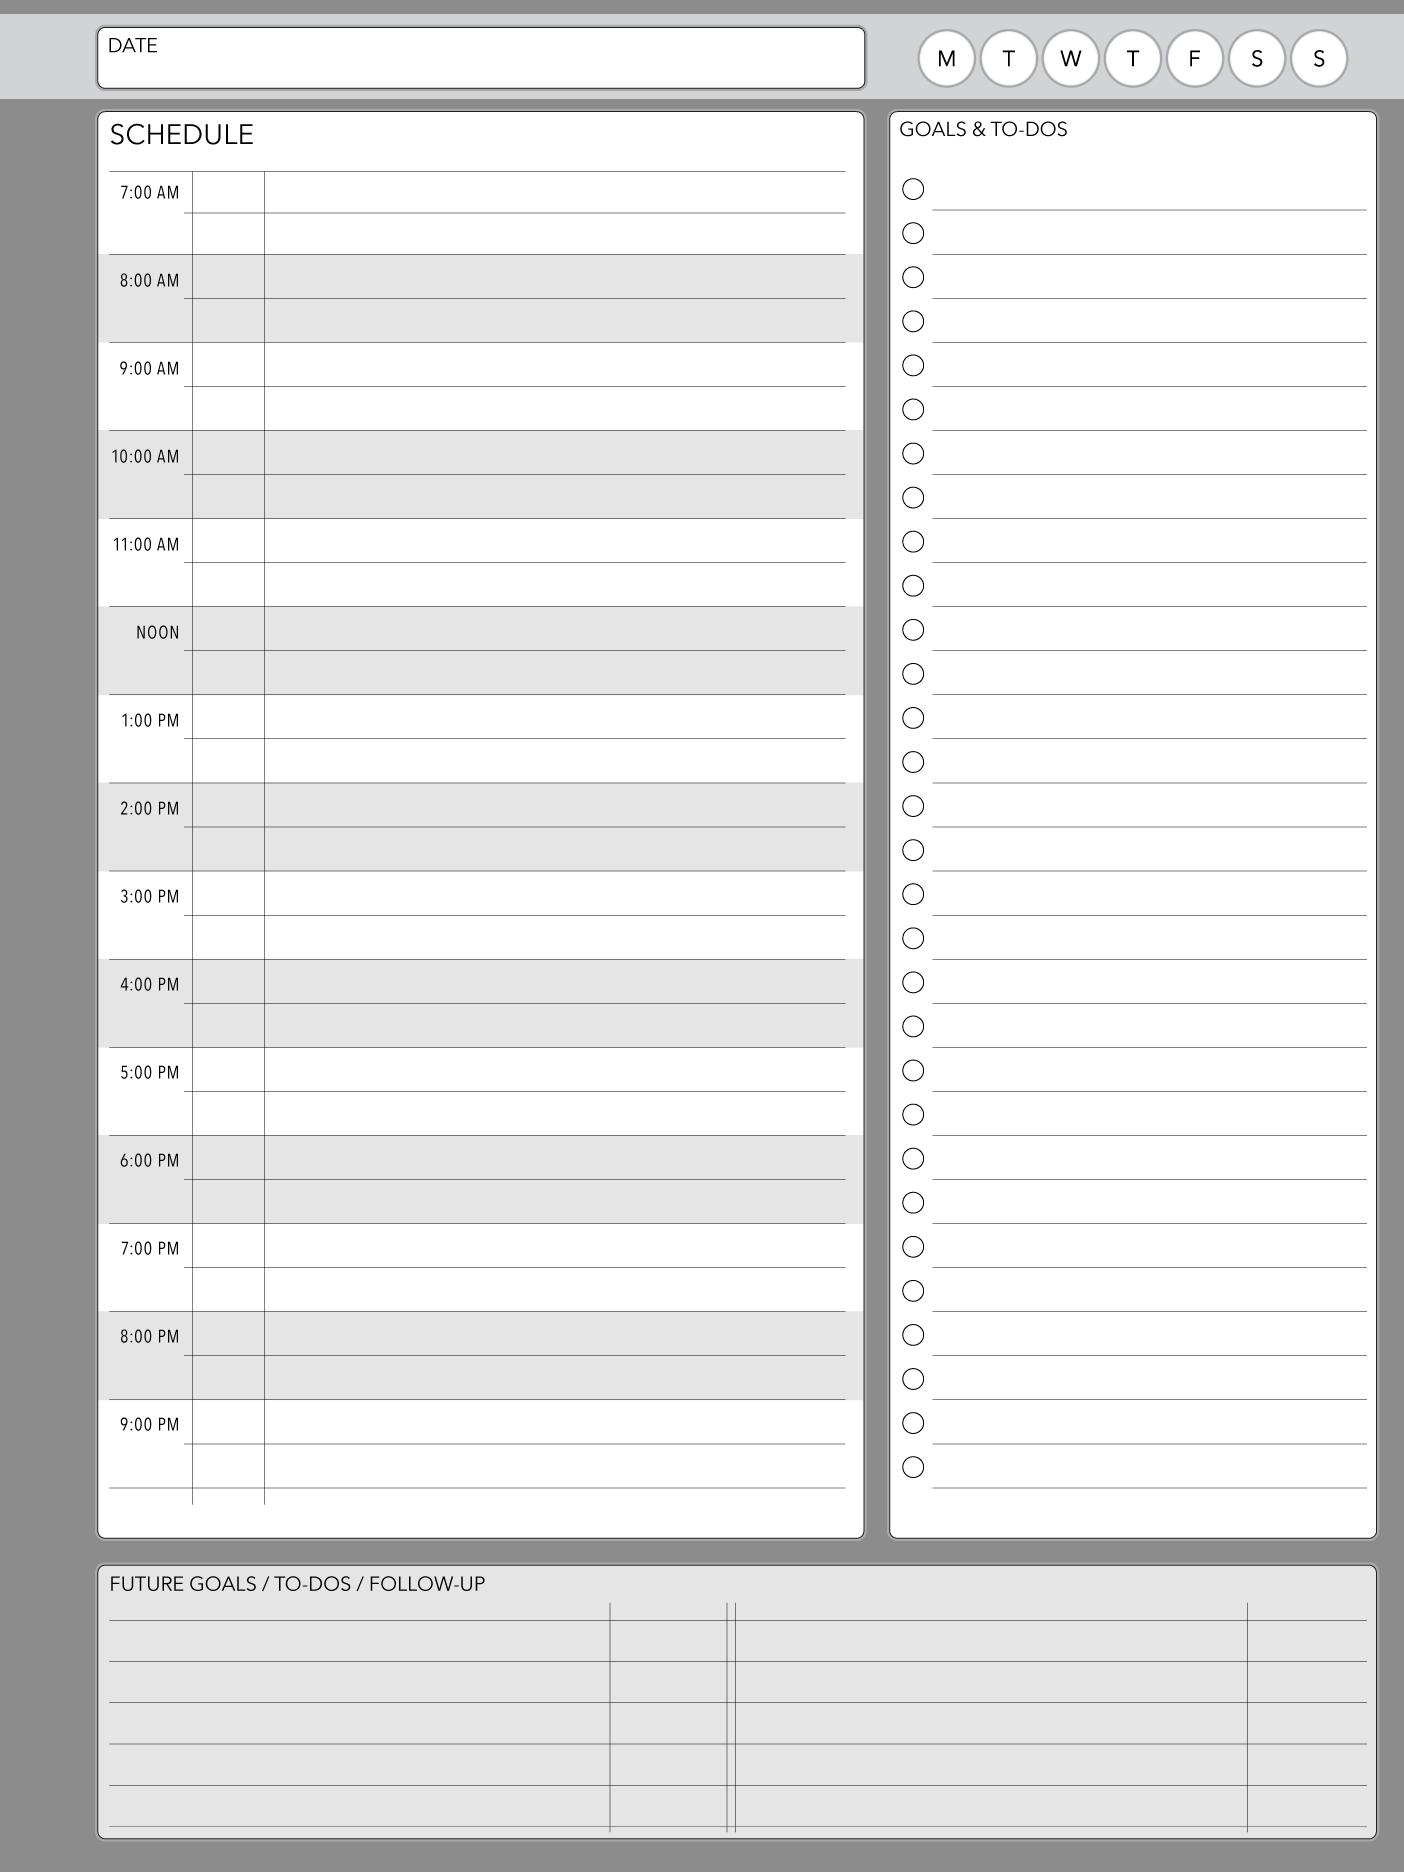 DATE
M T W T F S S
SCHEDULE
7:00 AM
8:00 AM
9:00 AM
10:00 AM
11:00 AM
NOON
1:00 PM
2:00 PM
3:00 PM
4:00 PM
5:00 PM
6:00 PM
7:00 PM
8:00 PM
9:00 PM
GOALS & TO-DOS
FUTURE GOALS / TO-DOS / FOLLOW-UP